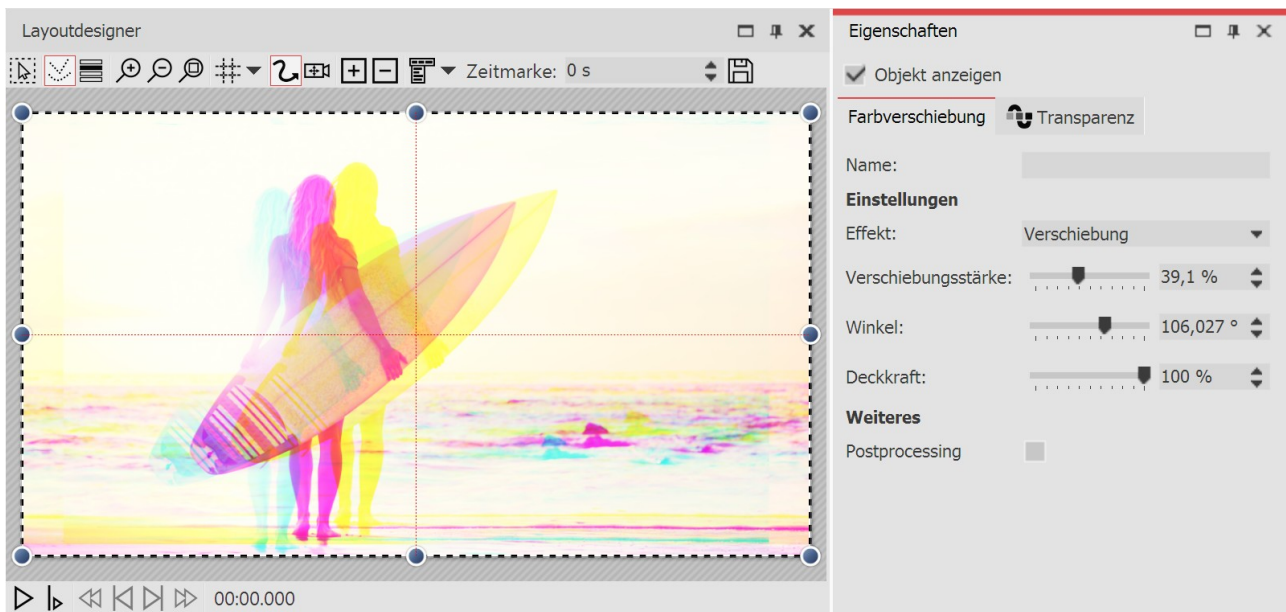 Layoutdesigner
Zeitmarke: 0 s
00:00.000
Eigenschaften
Objekt anzeigen
Farbverschiebung Transparenz
Name:
Einstellungen
Effekt: Verschiebung
Verschiebungsstärke: 39,1 %
Winkel: 106,027 °
Deckkraft: 100 %
Weiteres
Postprocessing